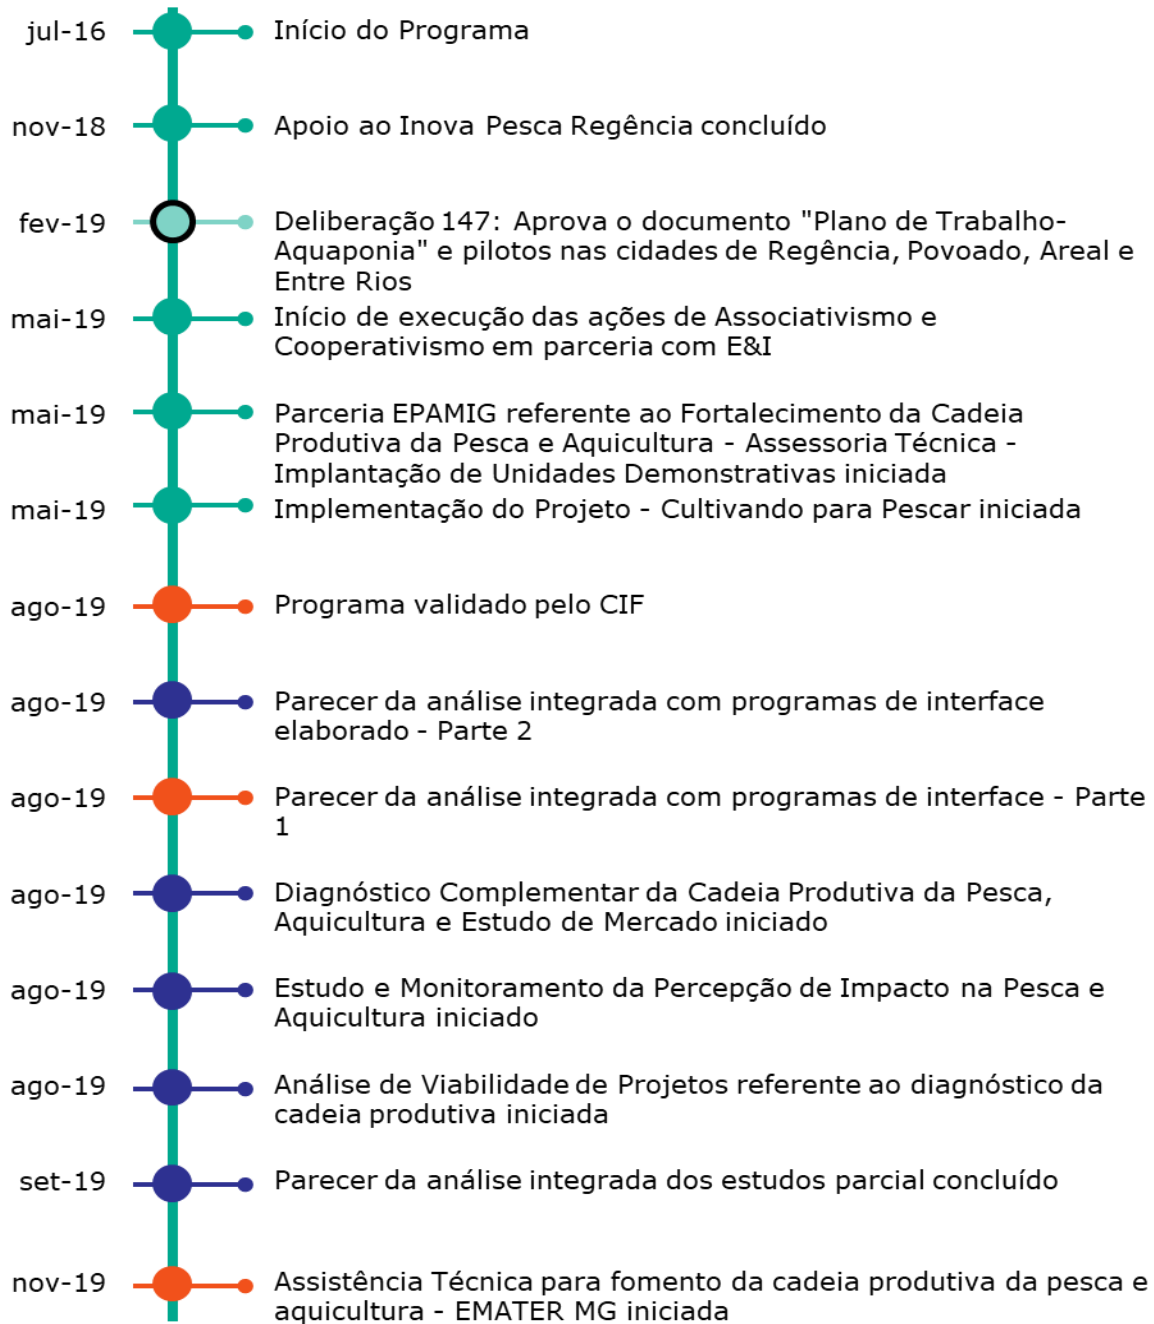 jul-16 Início do Programa
nov-18 Apoio ao Inova Pesca Regência concluído
fev-19 Deliberação 147: Aprova o documento "Plano de Trabalho-
Aquaponia" e pilotos nas cidades de Regência, Povoado, Areal e
Entre Rios
mai-19 Início de execução das ações de Associativismo e
Cooperativismo em parceria com E&I
mai-19 Parceria EPAMIG referente ao Fortalecimento da Cadeia
Produtiva da Pesca e Aquicultura - Assessoria Técnica -
Implantação de Unidades Demonstrativas iniciada
mai-19 Implementação do Projeto - Cultivando para Pescar iniciada
ago-19 Programa validado pelo CIF
ago-19 Parecer da análise integrada com programas de interface
elaborado - Parte 2
ago-19 Parecer da análise integrada com programas de interface - Parte
1
ago-19 Diagnóstico Complementar da Cadeia Produtiva da Pesca,
Aquicultura e Estudo de Mercado iniciado
ago-19 Estudo e Monitoramento da Percepção de Impacto na Pesca e
Aquicultura iniciado
ago-19 Análise de Viabilidade de Projetos referente ao diagnóstico da
cadeia produtiva iniciada
set-19 Parecer da análise integrada dos estudos parcial concluído
nov-19 Assistência Técnica para fomento da cadeia produtiva da pesca e
aquicultura - EMATER MG iniciada